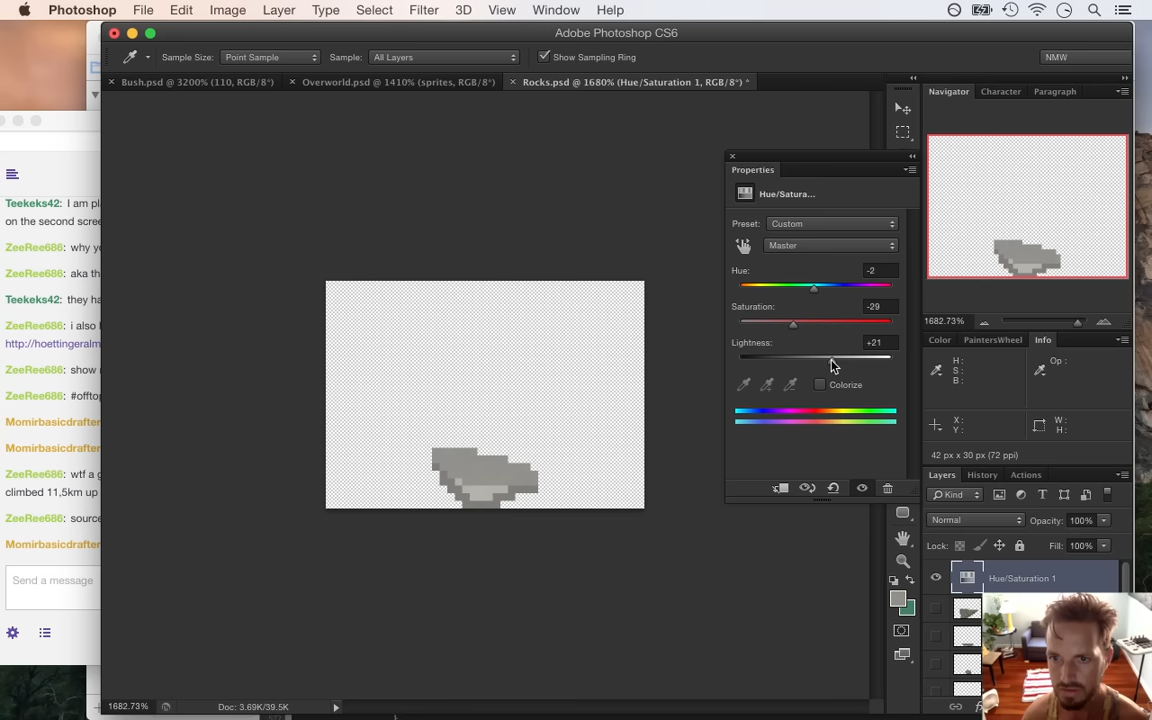 Photoshop File Edit Image Layer Type Select Filter 3D View Window Help
Adobe Photoshop CS6
Sample Size: Point Sample Sample: All Layers Show Sampling Ring NMW
Bush.psd @ 3200% (110, RGB/8*) Overworld.psd @ 1410% (sprites, RGB/8*) Rocks.psd @ 1680% (Hue/Saturation 1, RGB/8*) *
Teekeks42: I am pl
on the second scree
ZeeRee686: why y
ZeeRee686: aka th
Teekeks42: they ha
ZeeRee686: i also
http://hoettingeralm
ZeeRee686: show
ZeeRee686: #offto
Momirbasicdrafter
Momirbasicdrafter
ZeeRee686: wtf a g
climbed 11,5km up
ZeeRee686: source
Momirbasicdrafter
Send a message
Properties
Hue/Satura...
Preset: Custom
Master
Hue: -2
Saturation: -29
Lightness: +21
Colorize
Navigator Character Paragraph
1682.73%
Color PaintersWheel Info
H :
S :
B :
Op :
X :
Y :
W :
H :
42 px x 30 px (72 ppi)
Layers History Actions
Kind
Normal Opacity: 100%
Lock: Fill: 100%
Hue/Saturation 1
1682.73% Doc: 3.69K/39.5K